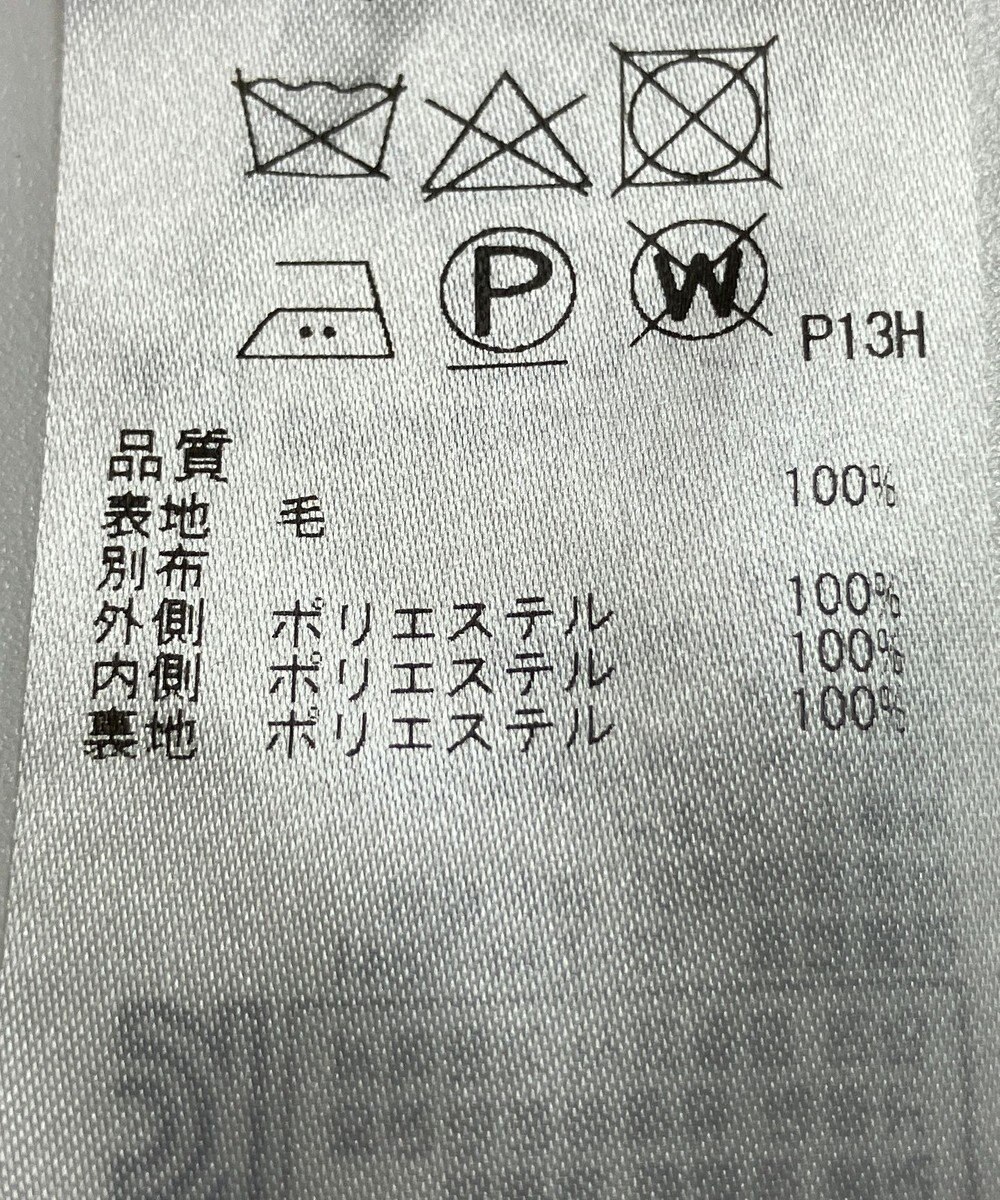 P W P13H
品質
表地 毛 100%
別布
外側 ポリエステル 100%
内側 ポリエステル 100%
裏地 ポリエステル 100%